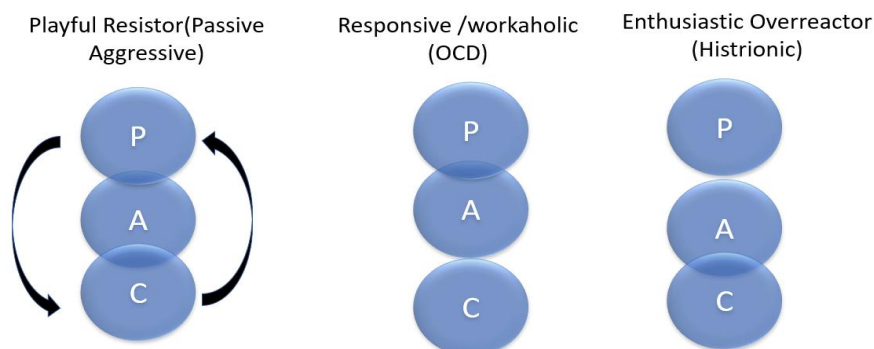 Playful Resistor(Passive
Aggressive)
P
A
C
Responsive /workaholic
(OCD)
P
A
C
Enthusiastic Overreactor
(Histrionic)
P
A
C